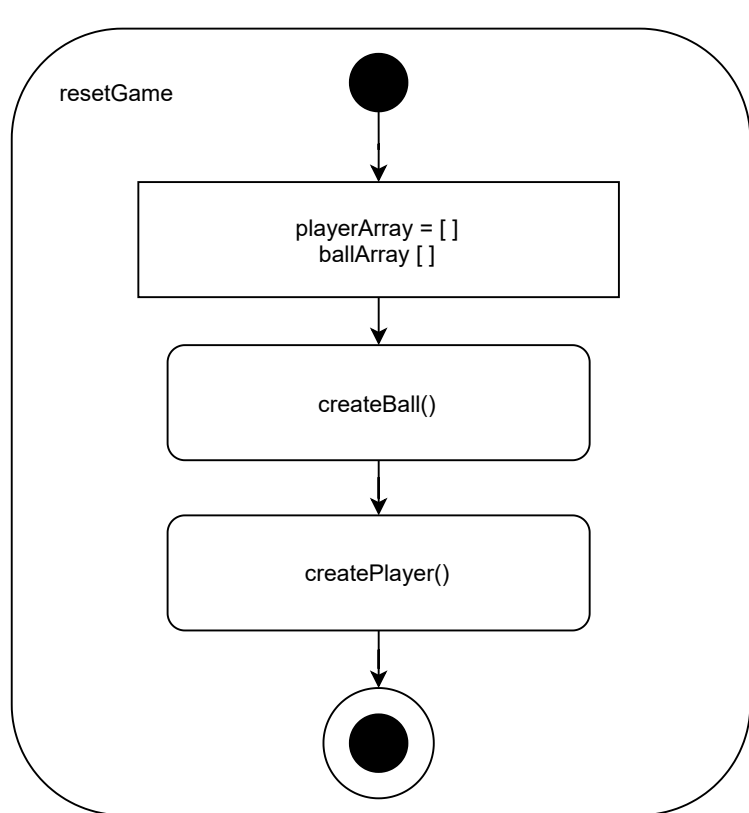 resetGame
playerArray = [ ]
ballArray [ ]
createBall()
createPlayer()